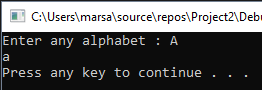 C:\Users\marsa\source\repos\Project2\Deb
Enter any alphabet : A
a
Press any key to continue . . .